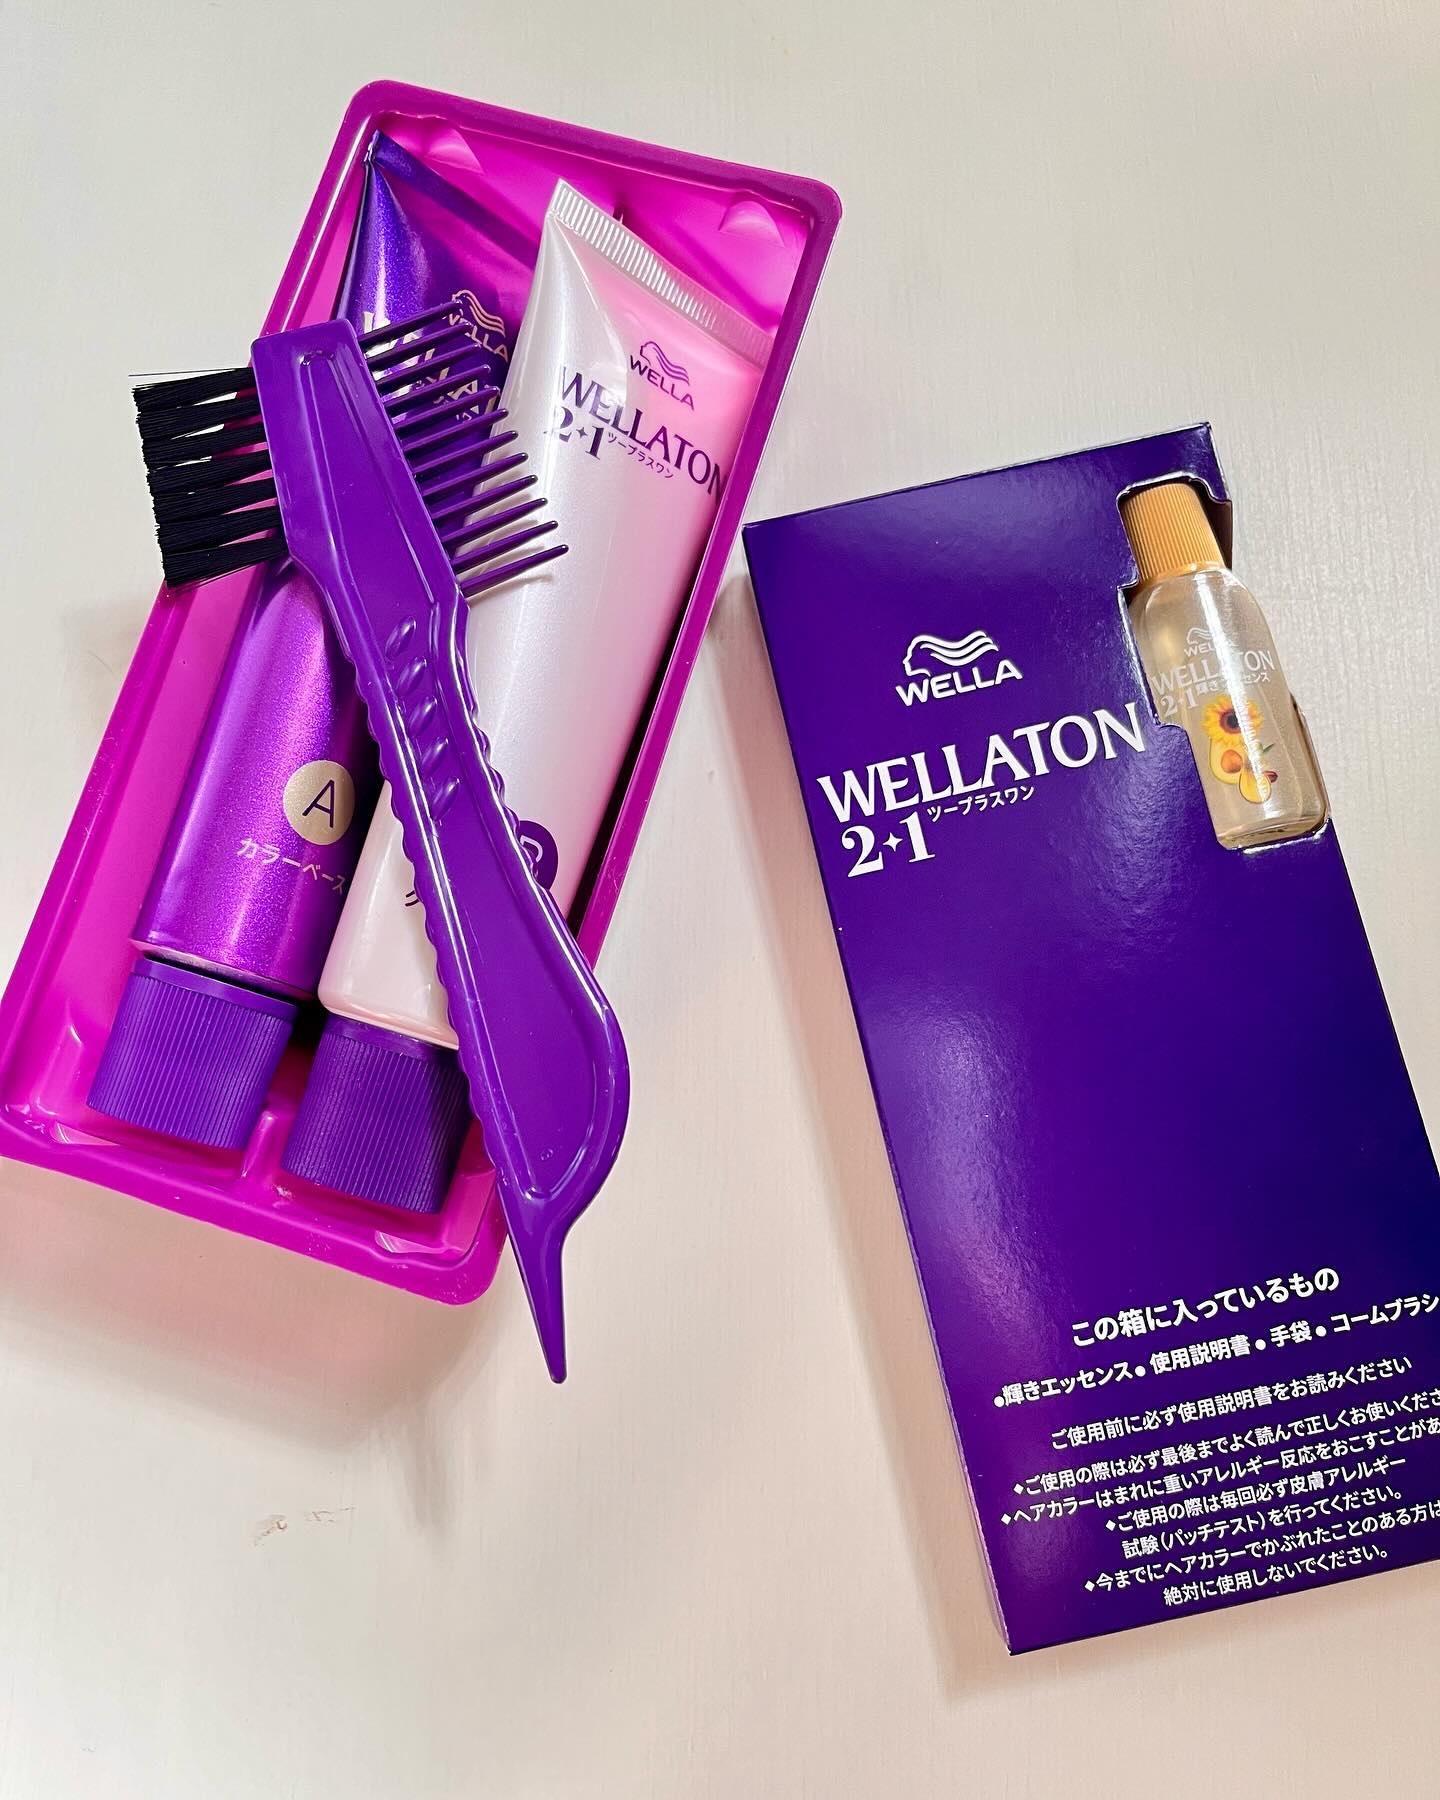 WELLA
WELLA
WELLATON
2+1 ツープラスワン
A
カラーベース
WELLA
WELLATON
2+1 ツープラスワン
WELLA
WELLATON
2+1 輝きエッセンス
この箱に入っているもの
●輝きエッセンス●使用説明書●手袋●コームブラシ
ご使用前に必ず使用説明書をお読みください
◆ご使用の際は必ず最後までよく読んで正しくお使いくださ
◆ヘアカラーはまれに重いアレルギー反応をおこすことがあ
◆ご使用の際は毎回必ず皮膚アレルギー
試験(パッチテスト)を行ってください。
◆今までにヘアカラーでかぶれたことのある方は
絶対に使用しないでください。